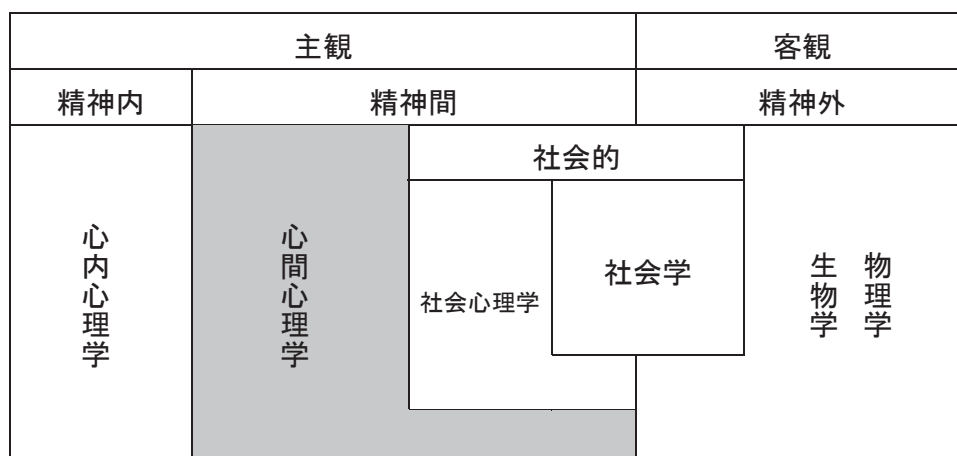 主観
客観
精神内
精神間
精神外
社会的
心内心理学
心間心理学
社会心理学
社会学
生物学
物理学